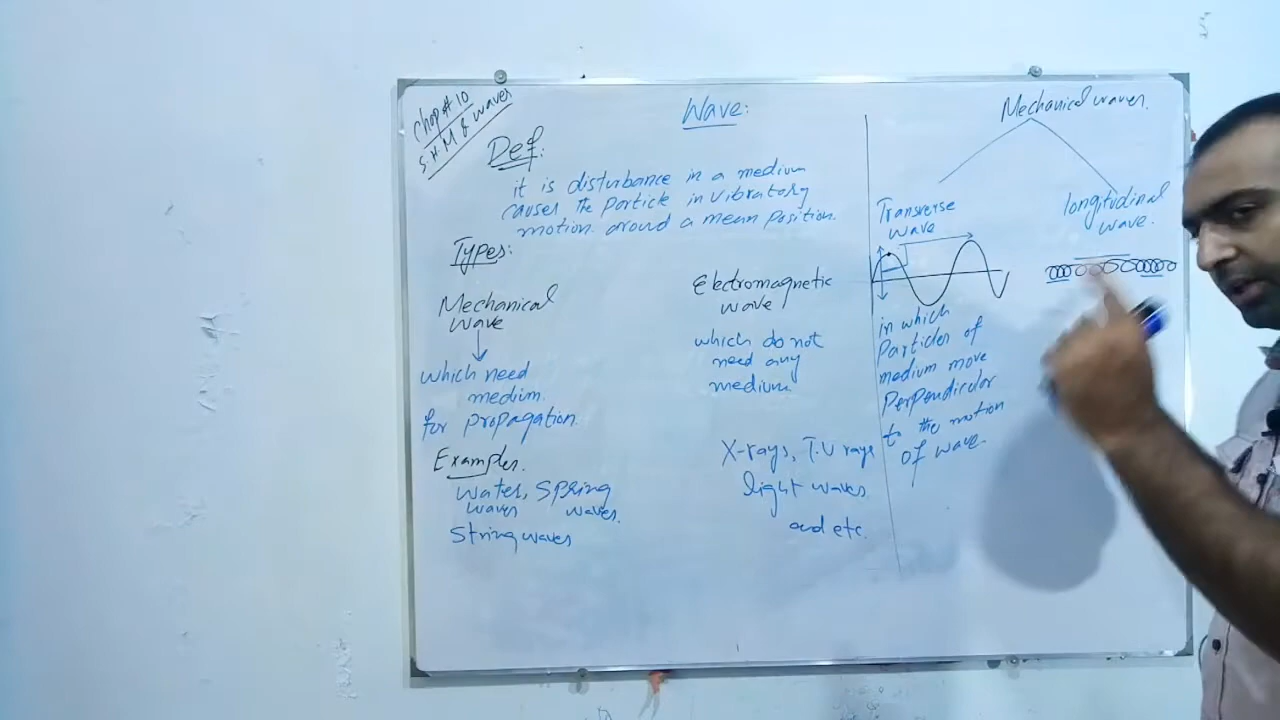 Chap# 10
S.H.M & waves
Wave:
Def:
it is disturbance in a medium
causes the particle in vibratory
motion around a mean position.
Types:
Mechanical
wave
which need
medium.
for propagation.
Examples.
water, spring
waves waves.
String waves
Electromagnetic
wave
which do not
need any
medium
X-rays, T.V rays
light waves
and etc.
Mechanical waves.
Transverse
wave
in which
Particles of
medium move
Perpendicular
to the motion
of wave.
longitudinal
wave.